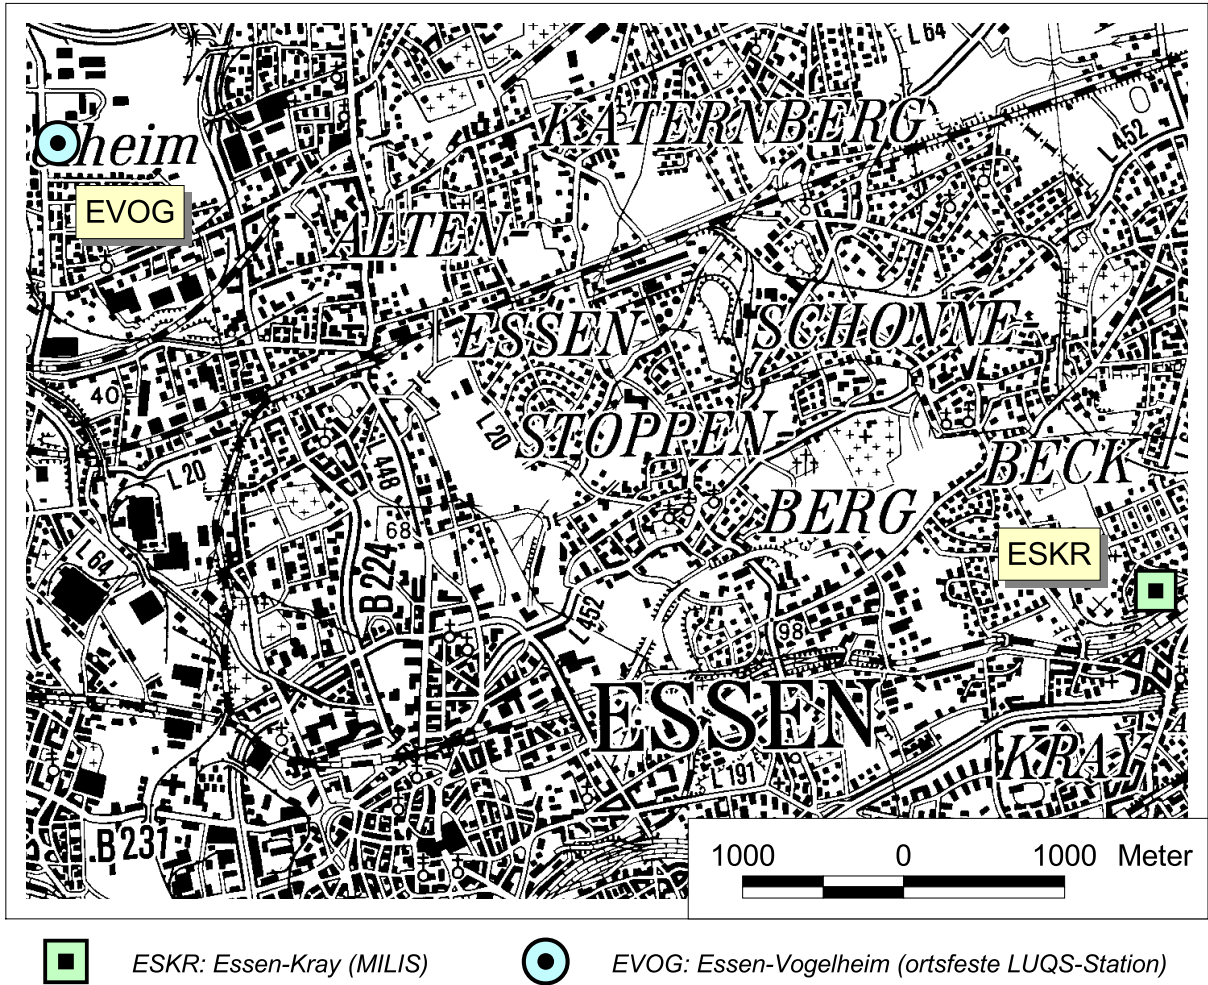 L 64
KATERNBERG
heim
L 452
EVOG
ALTEN-
ESSEN
SCHONNE-
40
L 20
STOPPEN-
BECK
L 20
448
BERG
68
ESKR
L 64
B 224
L 452
98
ESSEN
KRAY
L 191
B 231
1000 0 1000 Meter
ESKR: Essen-Kray (MILIS)
EVOG: Essen-Vogelheim (ortsfeste LUQS-Station)